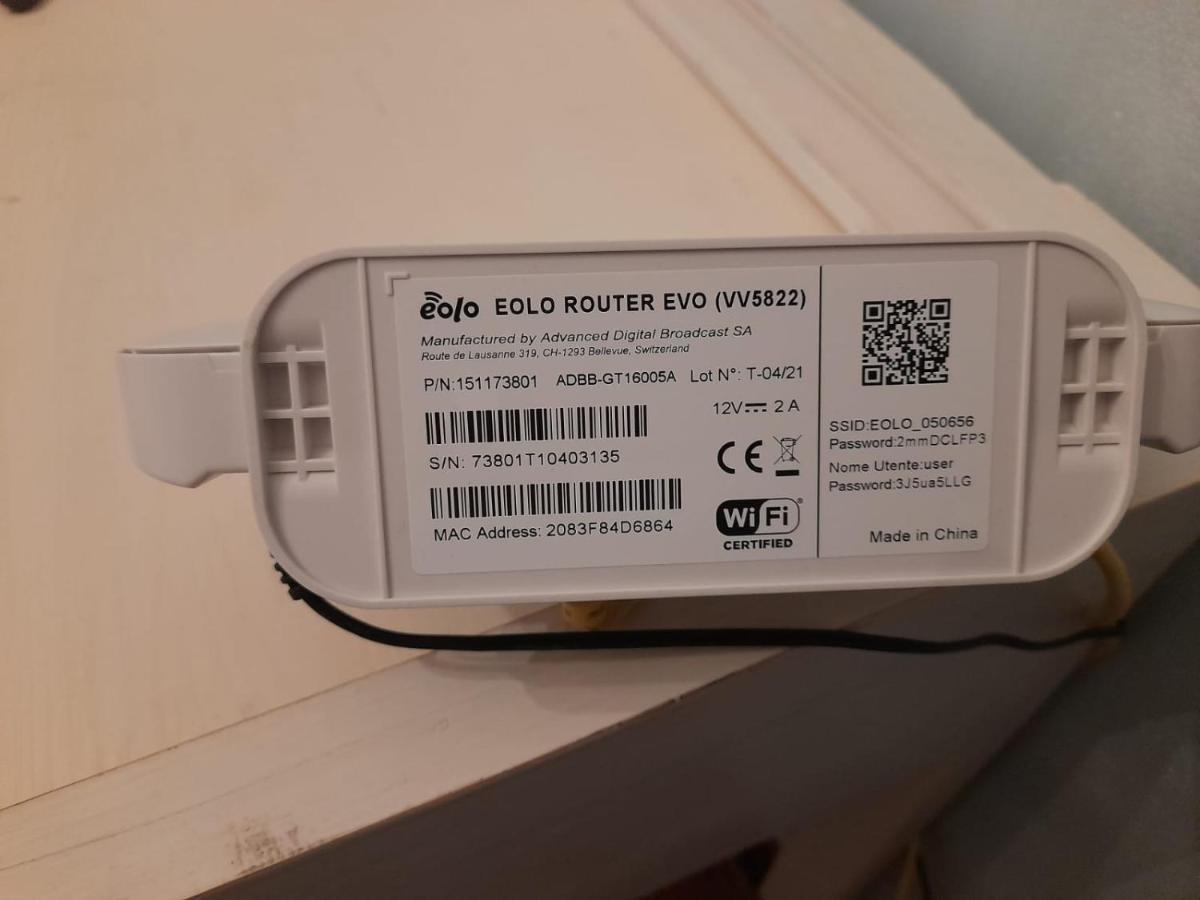 eolo EOLO ROUTER EVO (VV5822)
Manufactured by Advanced Digital Broadcast SA
Route de Lausanne 319, CH-1293 Bellevue, Switzerland
P/N:151173801 ADBB-GT16005A Lot N°: T-04/21
12V⎓ 2 A
S/N: 73801T10403135
MAC Address: 2083F84D6864
CE
WiFi®
CERTIFIED
SSID:EOLO_050656
Password:2mmDCLFP3
Nome Utente:user
Password:3J5ua5LLG
Made in China